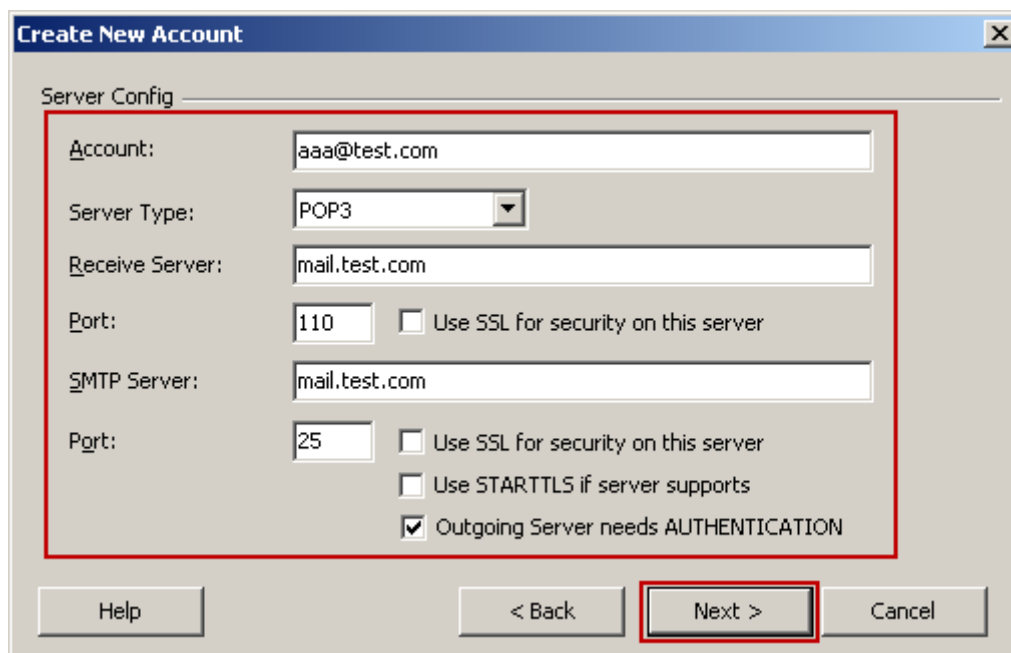 Create New Account
Server Config
Account: aaa@test.com
Server Type: POP3
Receive Server: mail.test.com
Port: 110 Use SSL for security on this server
SMTP Server: mail.test.com
Port: 25 Use SSL for security on this server
Use STARTTLS if server supports
Outgoing Server needs AUTHENTICATION
Help < Back Next > Cancel